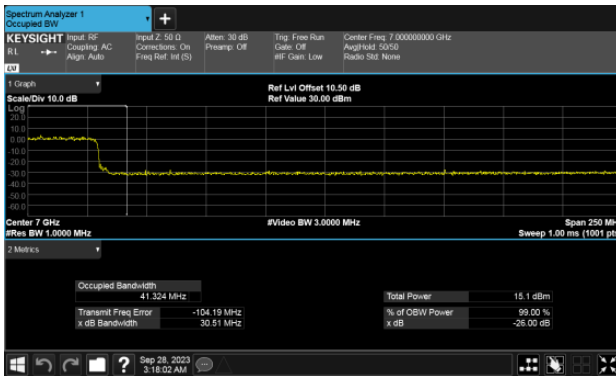 Spectrum Analyzer 1
Occupied BW
KEYSIGHT
Input: RF
Coupling: AC
Align: Auto
Input Z: 50 Ω
Corrections: On
Freq Ref: Int (S)
Atten: 30 dB
Preamp: Off
Trig: Free Run
Gate: Off
#IF Gain: Low
Center Freq: 7.000000000 GHz
Avg|Hold: 50/50
Radio Std: None
R L
LXI
1 Graph
Scale/Div 10.0 dB
Ref Lvl Offset 10.50 dB
Ref Value 30.00 dBm
Log
20.0
10.0
0.00
-10.0
-20.0
-30.0
-40.0
-50.0
-60.0
Center 7 GHz
#Video BW 3.0000 MHz
Span 250 MH
#Res BW 1.0000 MHz
Sweep 1.00 ms (1001 pts
2 Metrics
Occupied Bandwidth
41.324 MHz
Total Power 15.1 dBm
Transmit Freq Error -104.19 MHz
% of OBW Power 99.00 %
x dB Bandwidth 30.51 MHz
x dB -26.00 dB
?
Sep 28, 2023
3:18:02 AM